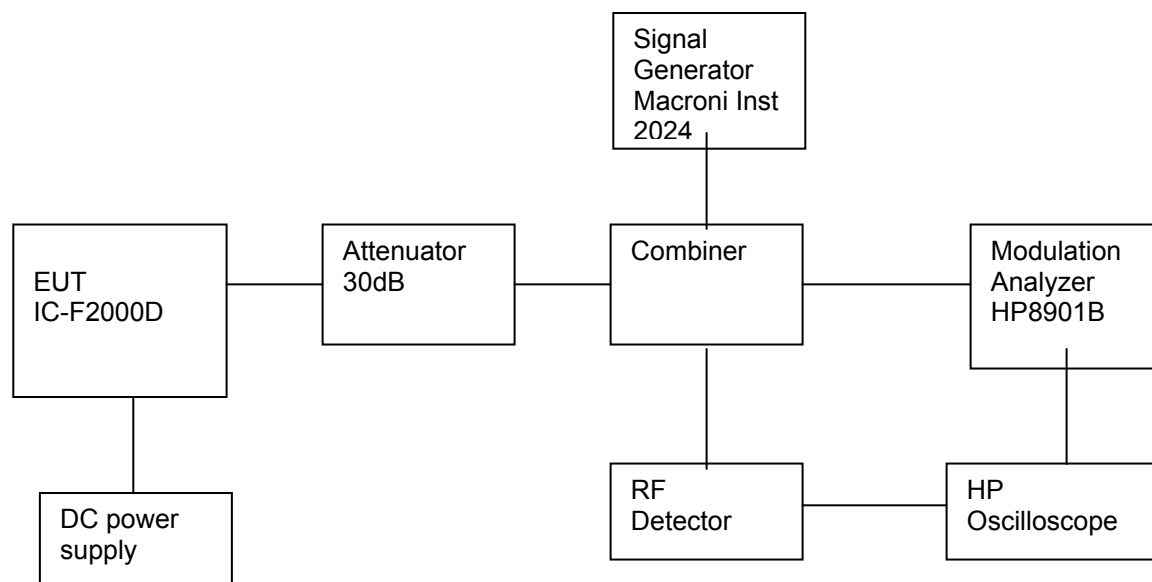 Signal
Generator
Macroni Inst
2024
EUT
IC-F2000D
Attenuator
30dB
Combiner
Modulation
Analyzer
HP8901B
DC power
supply
RF
Detector
HP
Oscilloscope